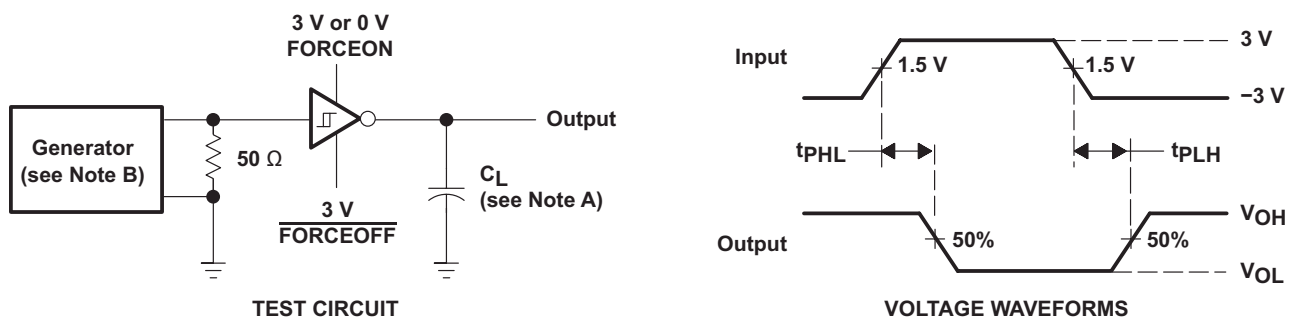 3 V or 0 V
FORCEON
Generator
(see Note B)
50 Ω
Output
CL
(see Note A)
3 V
FORCEOFF
TEST CIRCUIT
Input
3 V
1.5 V
1.5 V
−3 V
tPHL
tPLH
Output
50%
50%
VOH
VOL
VOLTAGE WAVEFORMS